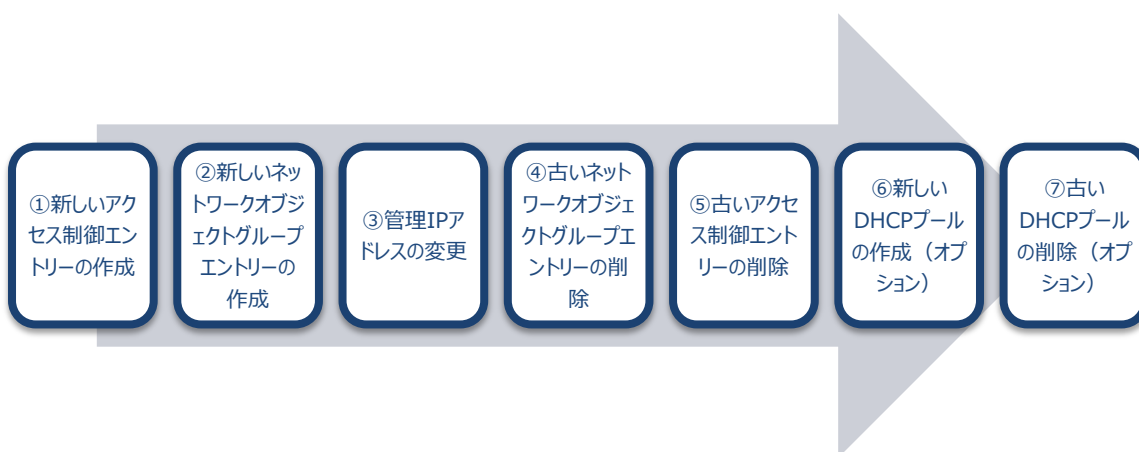 ①新しいアク
セス制御エン
トリーの作成
②新しいネッ
トワークオブジ
ェクトグループ
エントリーの
作成
③管理IPア
ドレスの変更
④古いネット
ワークオブジェ
クトグループエ
ントリーの削
除
⑤古いアクセ
ス制御エント
リーの削除
⑥新しい
DHCPプール
の作成（オプ
ション）
⑦古い
DHCPプール
の削除（オプ
ション）